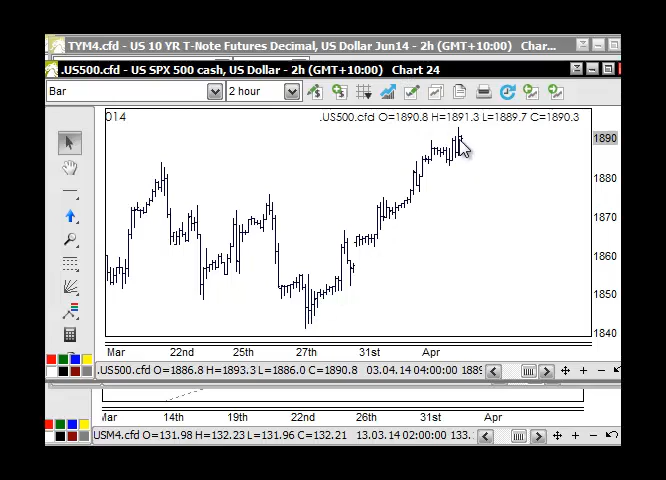 TYM4.cfd - US 10 YR T-Note Futures Decimal, US Dollar Jun14 - 2h (GMT+10:00) Char...
.US500.cfd - US SPX 500 cash, US Dollar - 2h (GMT+10:00) Chart 24
Bar 2 hour
014 .US500.cfd O=1890.8 H=1891.3 L=1889.7 C=1890.3
1890
1880
1870
1860
1850
1840
Mar 22nd 25th 27th 31st Apr
.US500.cfd O=1886.8 H=1893.3 L=1886.0 C=1890.8 03.04.14 04:00:00 1889
Mar 14th 19th 22nd 26th 31st Apr
USM4.cfd O=131.98 H=132.23 L=131.96 C=132.21 13.03.14 02:00:00 133.